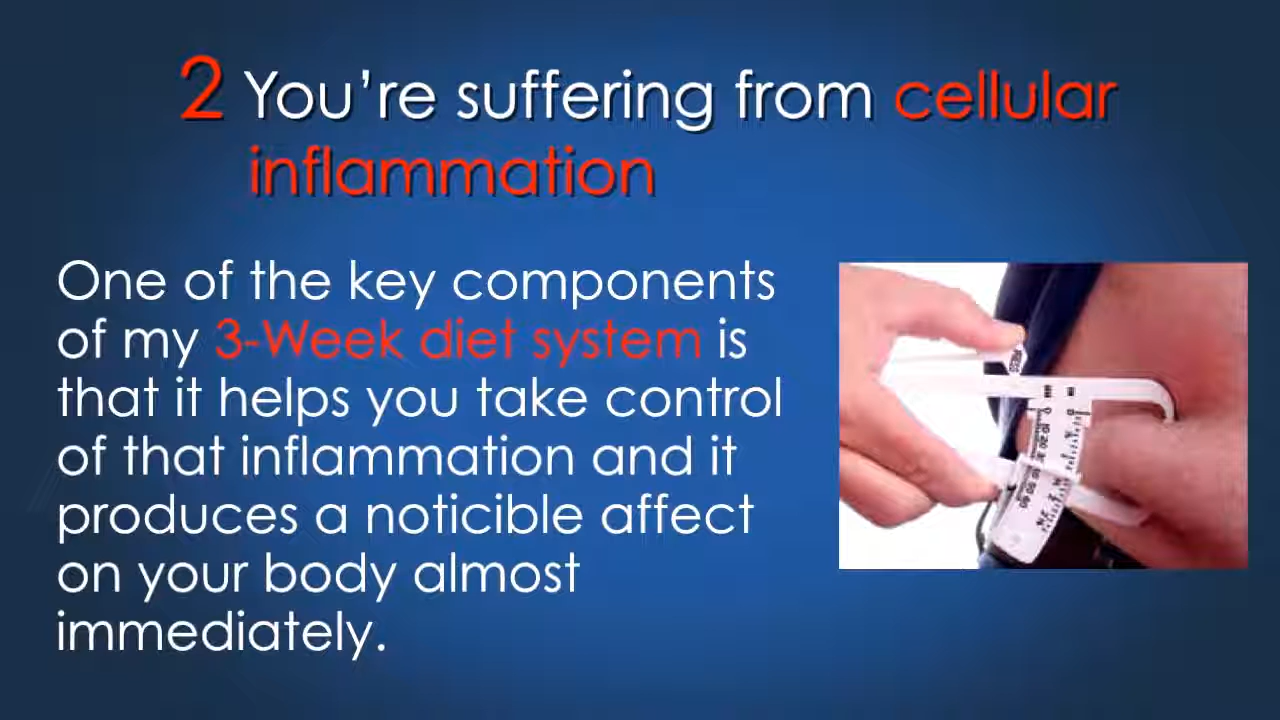 2 You're suffering from cellular
inflammation
One of the key components
of my 3-Week diet system is
that it helps you take control
of that inflammation and it
produces a noticible affect
on your body almost
immediately.